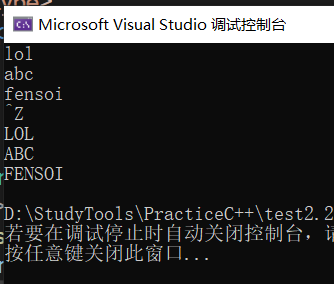 Microsoft Visual Studio 调试控制台
lol
abc
fensoi
^Z
LOL
ABC
FENSOI
D:\StudyTools\PracticeC++\test2.2
若要在调试停止时自动关闭控制台，
按任意键关闭此窗口...